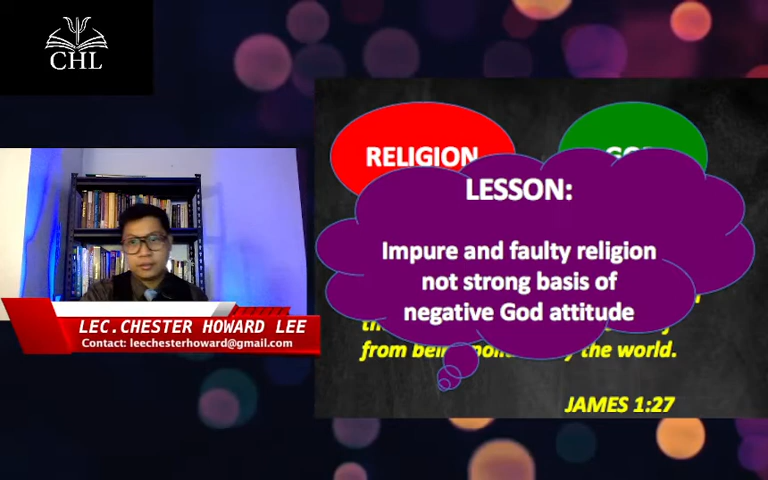 CHL
RELIGION
LESSON:
Impure and faulty religion
not strong basis of
negative God attitude
from
the world.
JAMES 1:27
LEC.CHESTER HOWARD LEE
Contact: leechesterhoward@gmail.com